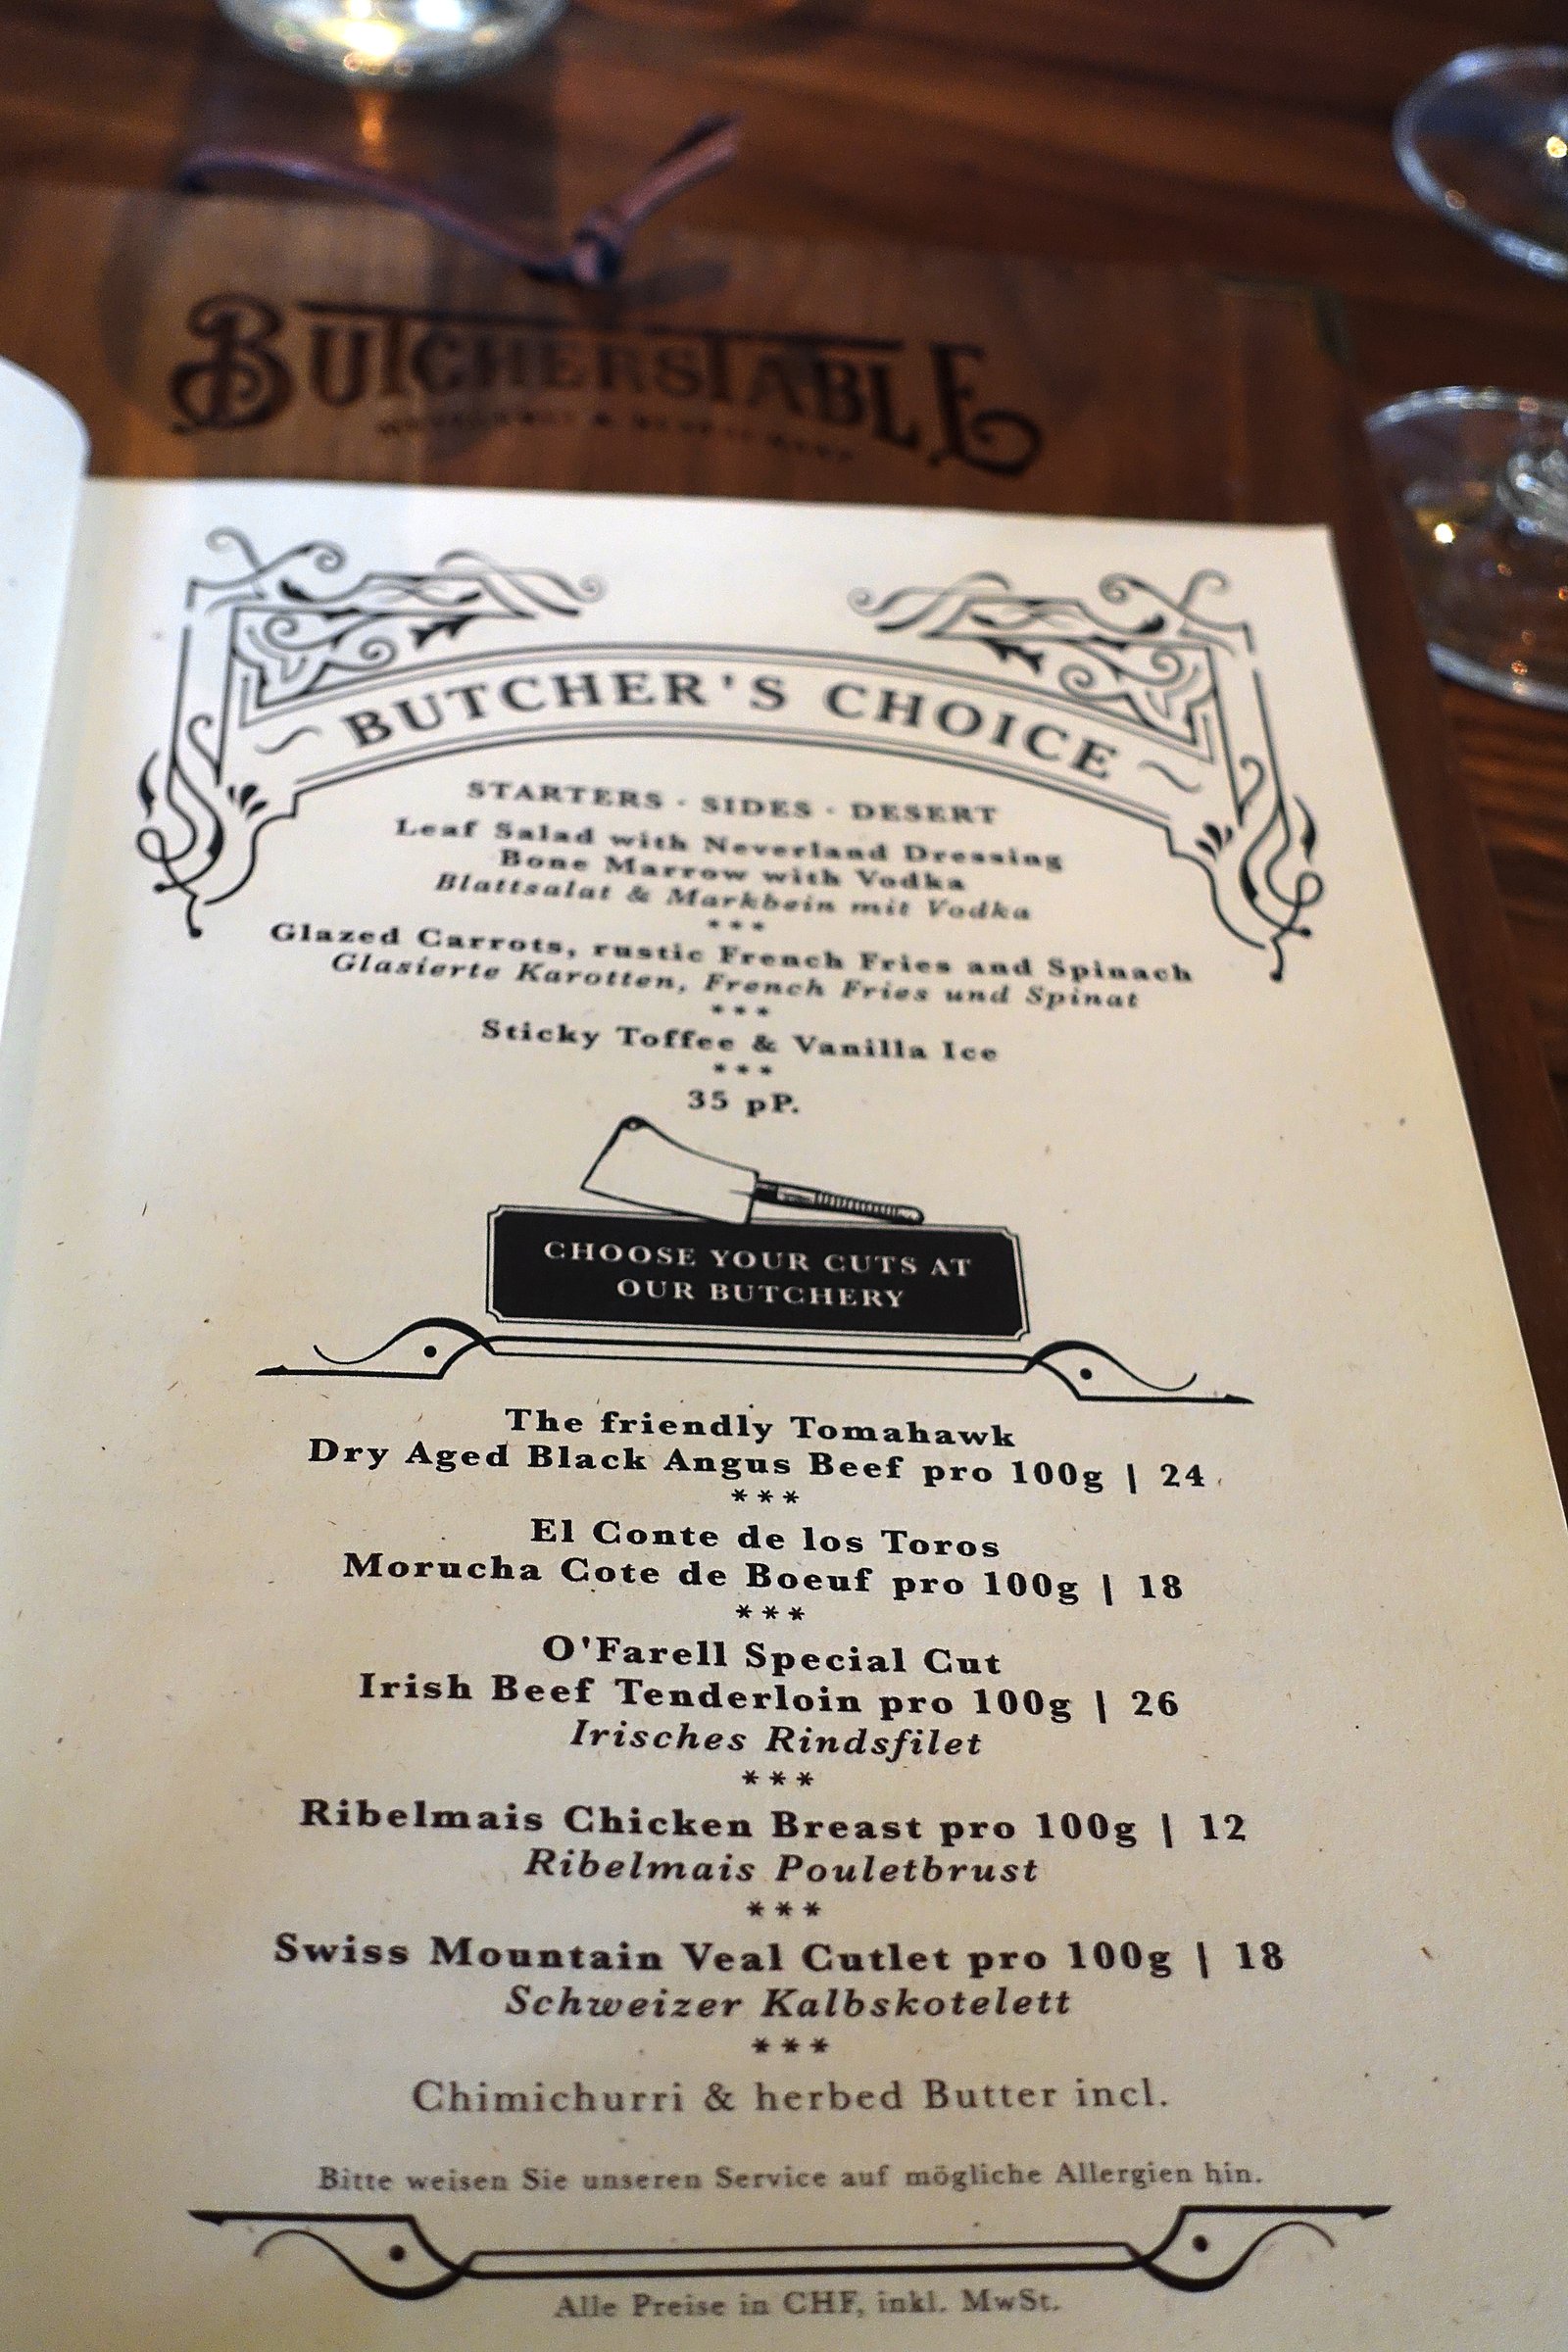 BUTCHERSTABLE
BUTCHER'S CHOICE
STARTERS · SIDES · DESERT
Leaf Salad with Neverland Dressing
Bone Marrow with Vodka
Blattsalat & Markbein mit Vodka
***
Glazed Carrots, rustic French Fries and Spinach
Glasierte Karotten, French Fries und Spinat
***
Sticky Toffee & Vanilla Ice
***
35 pP.
CHOOSE YOUR CUTS AT
OUR BUTCHERY
The friendly Tomahawk
Dry Aged Black Angus Beef pro 100g | 24
***
El Conte de los Toros
Morucha Cote de Boeuf pro 100g | 18
***
O'Farell Special Cut
Irish Beef Tenderloin pro 100g | 26
Irisches Rindsfilet
***
Ribelmais Chicken Breast pro 100g | 12
Ribelmais Pouletbrust
***
Swiss Mountain Veal Cutlet pro 100g | 18
Schweizer Kalbskotelett
***
Chimichurri & herbed Butter incl.
Bitte weisen Sie unseren Service auf mögliche Allergien hin.
Alle Preise in CHF, inkl. MwSt.